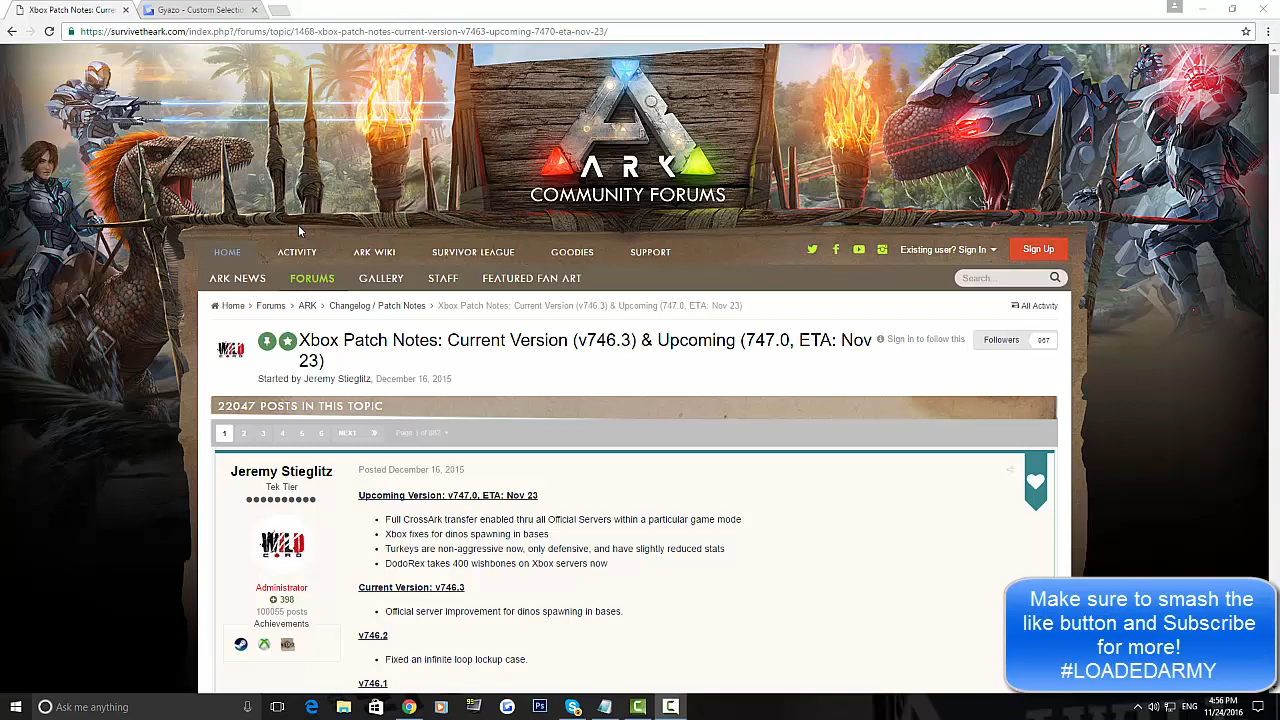 Xbox Patch Notes: Curre
Gyazo - Custom Selectio
https://survivetheark.com/index.php?/forums/topic/1468-xbox-patch-notes-current-version-v7463-upcoming-7470-eta-nov-23/
ARK
COMMUNITY FORUMS
HOME ACTIVITY ARK WIKI SURVIVOR LEAGUE GOODIES SUPPORT
Existing user? Sign In Sign Up
ARK NEWS FORUMS GALLERY STAFF FEATURED FAN ART
Search...
Home Forums ARK Changelog / Patch Notes Xbox Patch Notes: Current Version (v746.3) & Upcoming (747.0, ETA: Nov 23)
All Activity
WILD
Xbox Patch Notes: Current Version (v746.3) & Upcoming (747.0, ETA: Nov
23)
Sign in to follow this
Followers 967
Started by Jeremy Stieglitz, December 16, 2015
22047 POSTS IN THIS TOPIC
1 2 3 4 5 6 NEXT »
Jeremy Stieglitz
Tek Tier
WILD
CARD
Administrator
398
100055 posts
Achievements
Posted December 16, 2015
Upcoming Version: v747.0, ETA: Nov 23
• Full CrossArk transfer enabled thru all Official Servers within a particular game mode
• Xbox fixes for dinos spawning in bases
• Turkeys are non-aggressive now, only defensive, and have slightly reduced stats
• DodoRex takes 400 wishbones on Xbox servers now
Current Version: v746.3
• Official server improvement for dinos spawning in bases.
v746.2
• Fixed an infinite loop lockup case.
v746.1
Make sure to smash the
like button and Subscribe
for more!
#LOADEDARMY
Ask me anything
ENG
4:56 PM
11/24/2016